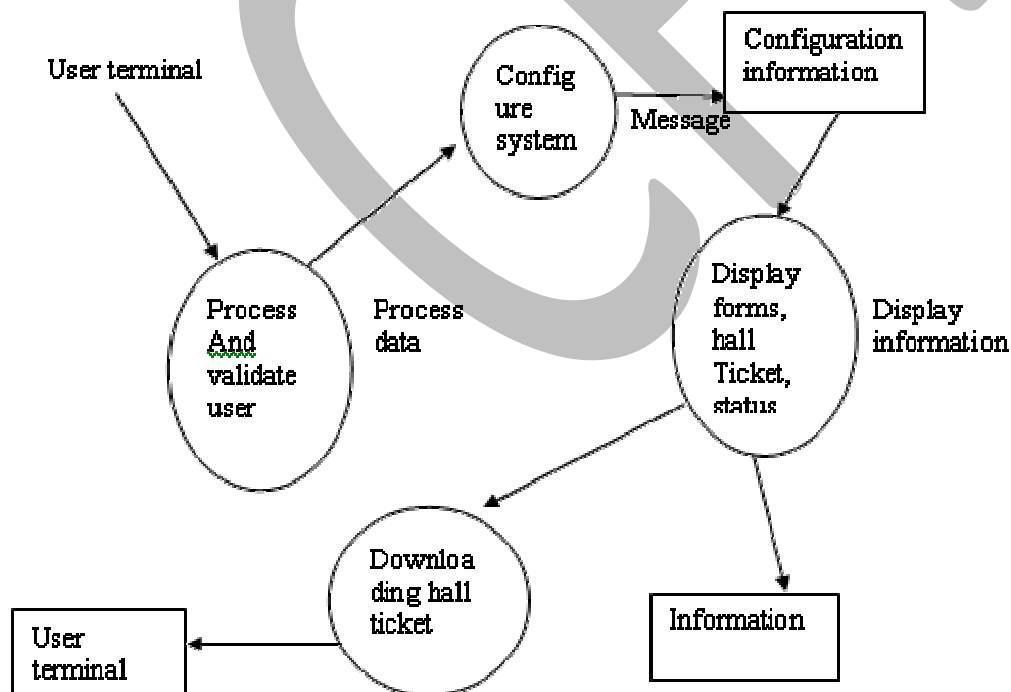 User terminal
Config
ure
system
Message
Configuration
information
Process
And
validate
user
Process
data
Display
forms,
hall
Ticket,
status
Display
information
Downloa
ding hall
ticket
Information
User
terminal